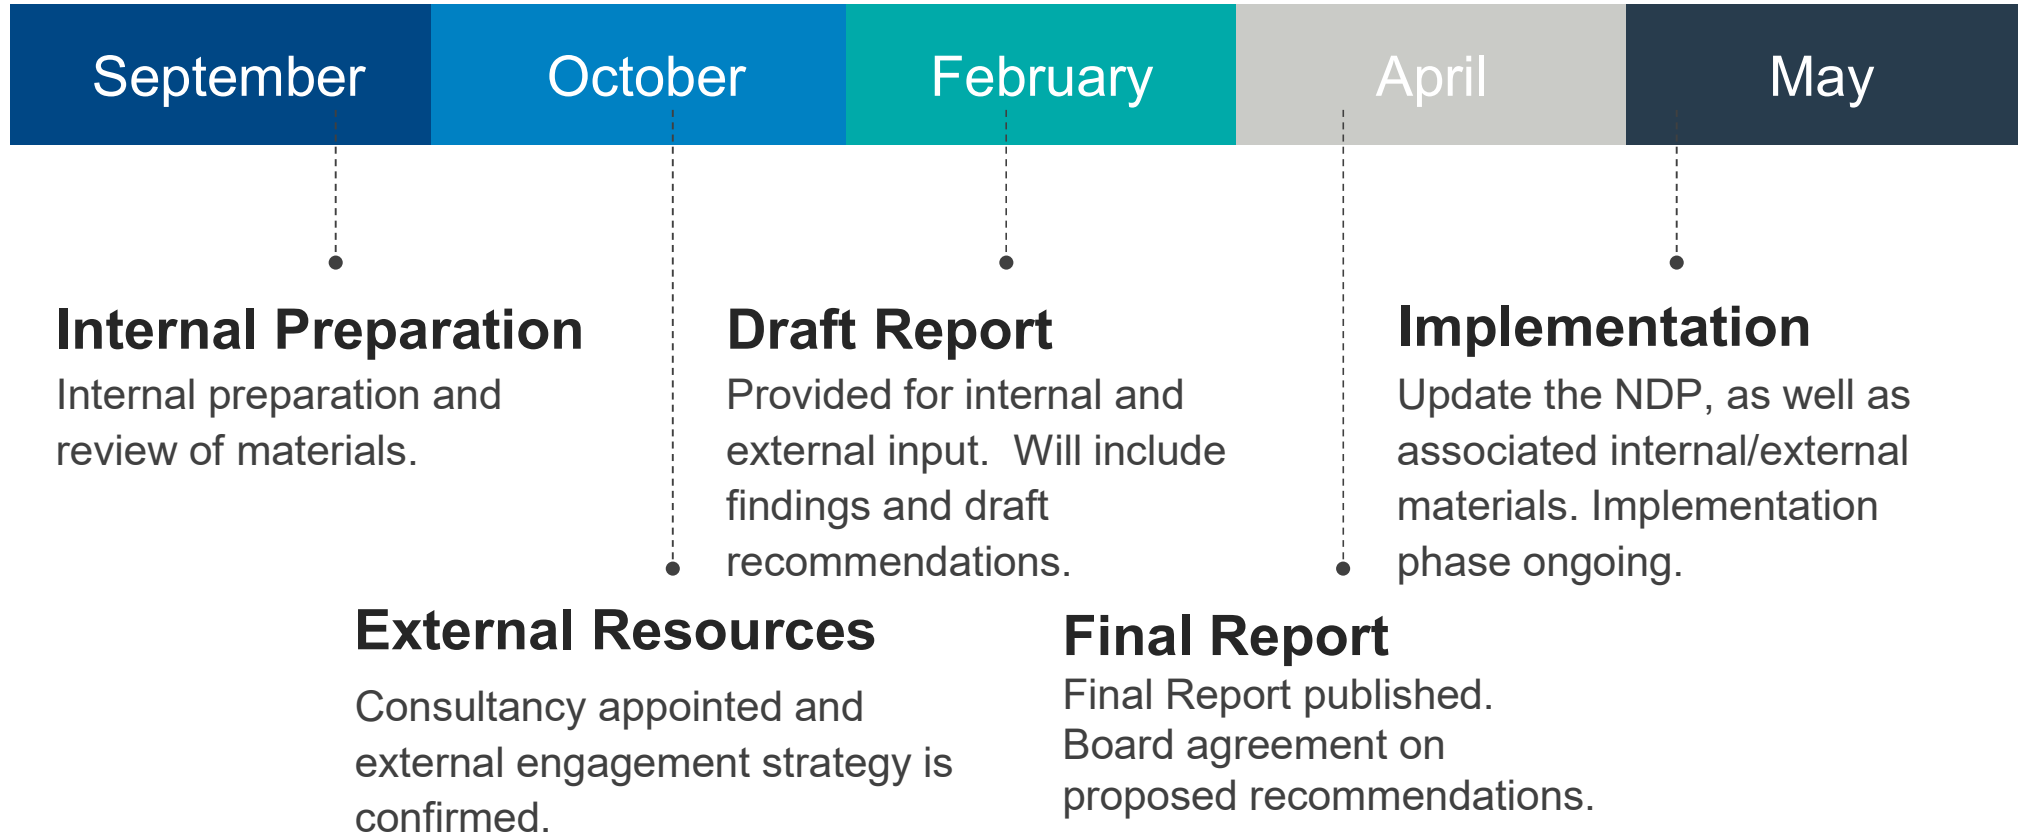 September
October
February
April
May
Internal Preparation
Internal preparation and
review of materials.
External Resources
Consultancy appointed and
external engagement strategy is
confirmed.
Draft Report
Provided for internal and
external input.  Will include
findings and draft
recommendations.
Final Report
Final Report published.
Board agreement on
proposed recommendations.
Implementation
Update the NDP, as well as
associated internal/external
materials. Implementation
phase ongoing.